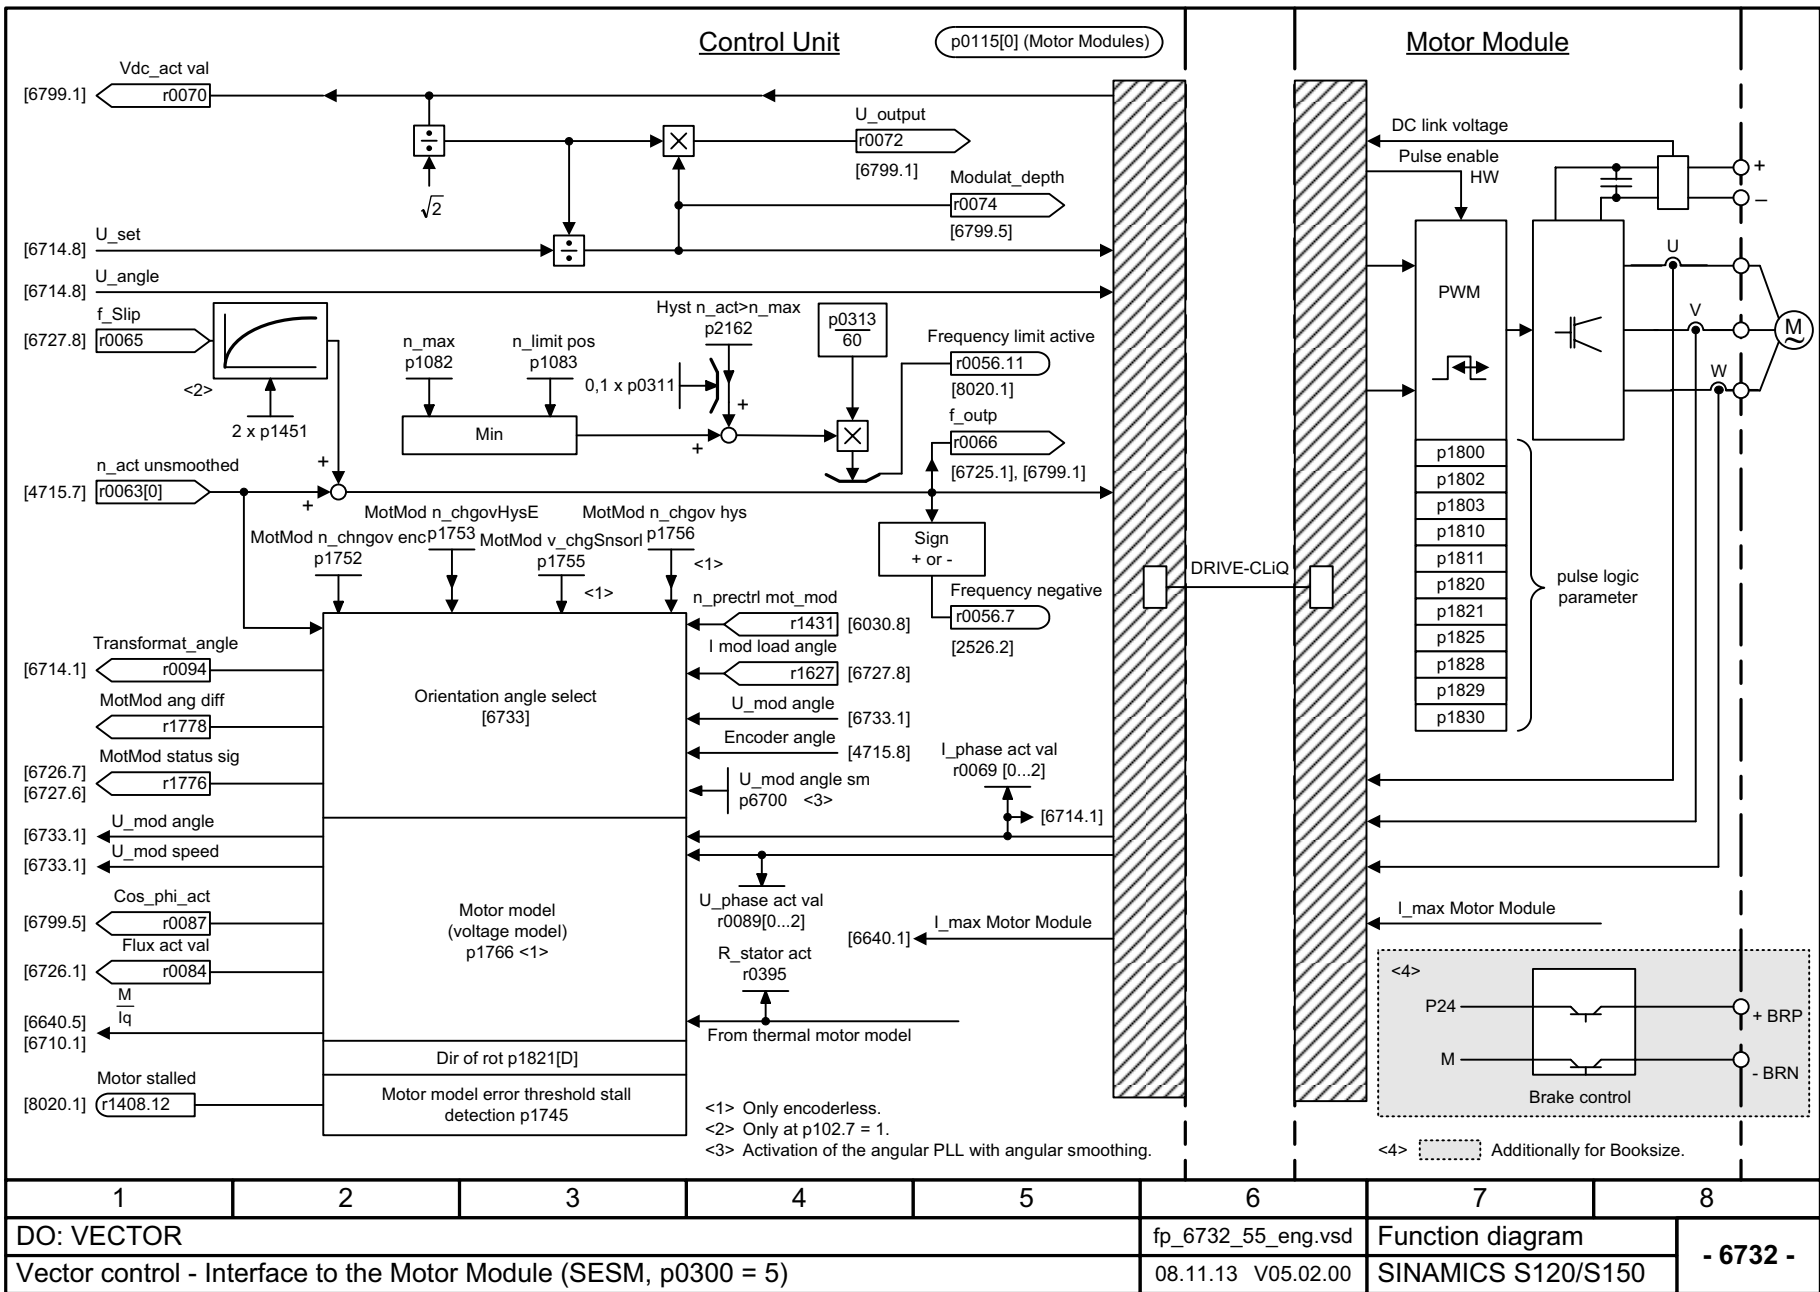 Control Unit
p0115[0] (Motor Modules)
Motor Module
Vdc_act val
[6799.1]
r0070
÷
√2
×
U_output
r0072
[6799.1]
Modulat_depth
r0074
[6799.5]
DC link voltage
Pulse enable
HW
+
–
U_set
[6714.8]
÷
U_angle
[6714.8]
f_Slip
[6727.8]
r0065
<2>
2 x p1451
n_max
p1082
n_limit pos
p1083
Min
Hyst n_act>n_max
p2162
0,1 x p0311
+
+
p0313
60
×
Frequency limit active
r0056.11
[8020.1]
f_outp
r0066
[6725.1], [6799.1]
n_act unsmoothed
[4715.7]
r0063[0]
+
+
Sign
+ or -
Frequency negative
r0056.7
[2526.2]
PWM
U
V
W
M
~
p1800
p1802
p1803
p1810
p1811
p1820
p1821
p1825
p1828
p1829
p1830
pulse logic
parameter
DRIVE-CLiQ
MotMod n_chngov enc
p1752
MotMod n_chgovHysE
p1753
MotMod v_chgSnsorl
p1755
<1>
MotMod n_chgov hys
p1756
<1>
n_prectrl mot_mod
r1431
[6030.8]
I mod load angle
r1627
[6727.8]
U_mod angle
[6733.1]
Encoder angle
[4715.8]
U_mod angle sm
p6700 <3>
Orientation angle select
[6733]
Transformat_angle
[6714.1]
r0094
MotMod ang diff
r1778
MotMod status sig
[6726.7]
[6727.6]
r1776
U_mod angle
[6733.1]
U_mod speed
[6733.1]
Cos_phi_act
[6799.5]
r0087
Flux act val
[6726.1]
r0084
M
Iq
[6640.5]
[6710.1]
Motor stalled
[8020.1]
r1408.12
Motor model
(voltage model)
p1766 <1>
Dir of rot p1821[D]
Motor model error threshold stall
detection p1745
I_phase act val
r0069 [0...2]
[6714.1]
U_phase act val
r0089[0...2]
[6640.1]
I_max Motor Module
R_stator act
r0395
From thermal motor model
I_max Motor Module
<4>
P24
M
+ BRP
- BRN
Brake control
<1> Only encoderless.
<2> Only at p102.7 = 1.
<3> Activation of the angular PLL with angular smoothing.
<4> Additionally for Booksize.
1 2 3 4 5 6 7 8
DO: VECTOR
fp_6732_55_eng.vsd
Function diagram
- 6732 -
Vector control - Interface to the Motor Module (SESM, p0300 = 5)
08.11.13 V05.02.00
SINAMICS S120/S150